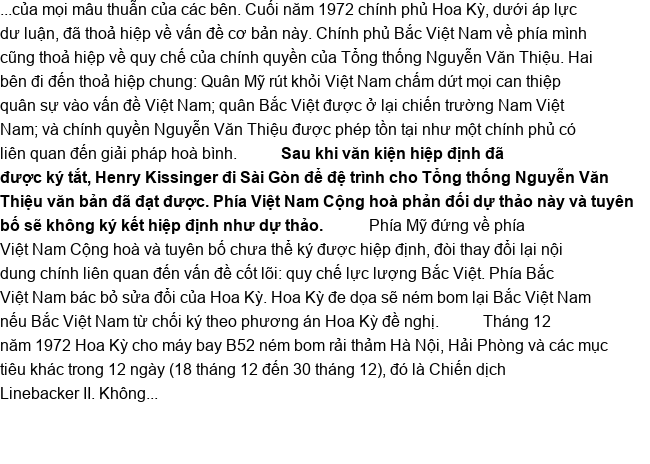 ...của mọi mâu thuẫn của các bên. Cuối năm 1972 chính phủ Hoa Kỳ, dưới áp lực
dư luận, đã thoả hiệp về vấn đề cơ bản này. Chính phủ Bắc Việt Nam về phía mình
cũng thoả hiệp về quy chế của chính quyền của Tổng thống Nguyễn Văn Thiệu. Hai
bên đi đến thoả hiệp chung: Quân Mỹ rút khỏi Việt Nam chấm dứt mọi can thiệp
quân sự vào vấn đề Việt Nam; quân Bắc Việt được ở lại chiến trường Nam Việt
Nam; và chính quyền Nguyễn Văn Thiệu được phép tồn tại như một chính phủ có
liên quan đến giải pháp hoà bình. Sau khi văn kiện hiệp định đã
được ký tắt, Henry Kissinger đi Sài Gòn để đệ trình cho Tổng thống Nguyễn Văn
Thiệu văn bản đã đạt được. Phía Việt Nam Cộng hoà phản đối dự thảo này và tuyên
bố sẽ không ký kết hiệp định như dự thảo. Phía Mỹ đứng về phía
Việt Nam Cộng hoà và tuyên bố chưa thể ký được hiệp định, đòi thay đổi lại nội
dung chính liên quan đến vấn đề cốt lõi: quy chế lực lượng Bắc Việt. Phía Bắc
Việt Nam bác bỏ sửa đổi của Hoa Kỳ. Hoa Kỳ đe dọa sẽ ném bom lại Bắc Việt Nam
nếu Bắc Việt Nam từ chối ký theo phương án Hoa Kỳ đề nghị. Tháng 12
năm 1972 Hoa Kỳ cho máy bay B52 ném bom rải thảm Hà Nội, Hải Phòng và các mục
tiêu khác trong 12 ngày (18 tháng 12 đến 30 tháng 12), đó là Chiến dịch
Linebacker II. Không...